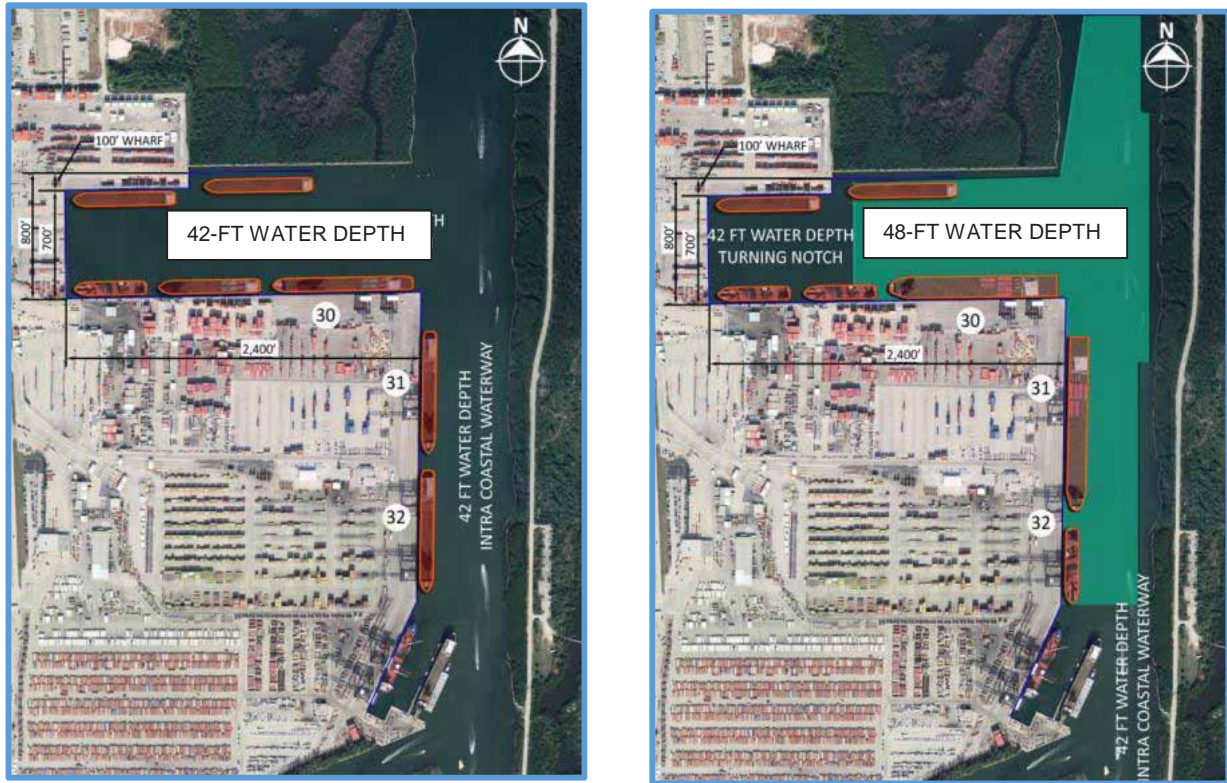 N
100' WHARF
800'
700'
42-FT WATER DEPTH
30
2,400'
31
42 FT WATER DEPTH
INTRA COASTAL WATERWAY
32
N
100' WHARF
800'
700'
42 FT WATER DEPTH
TURNING NOTCH
48-FT WATER DEPTH
30
2,400'
31
32
42 FT WATER DEPTH
INTRA COASTAL WATERWAY